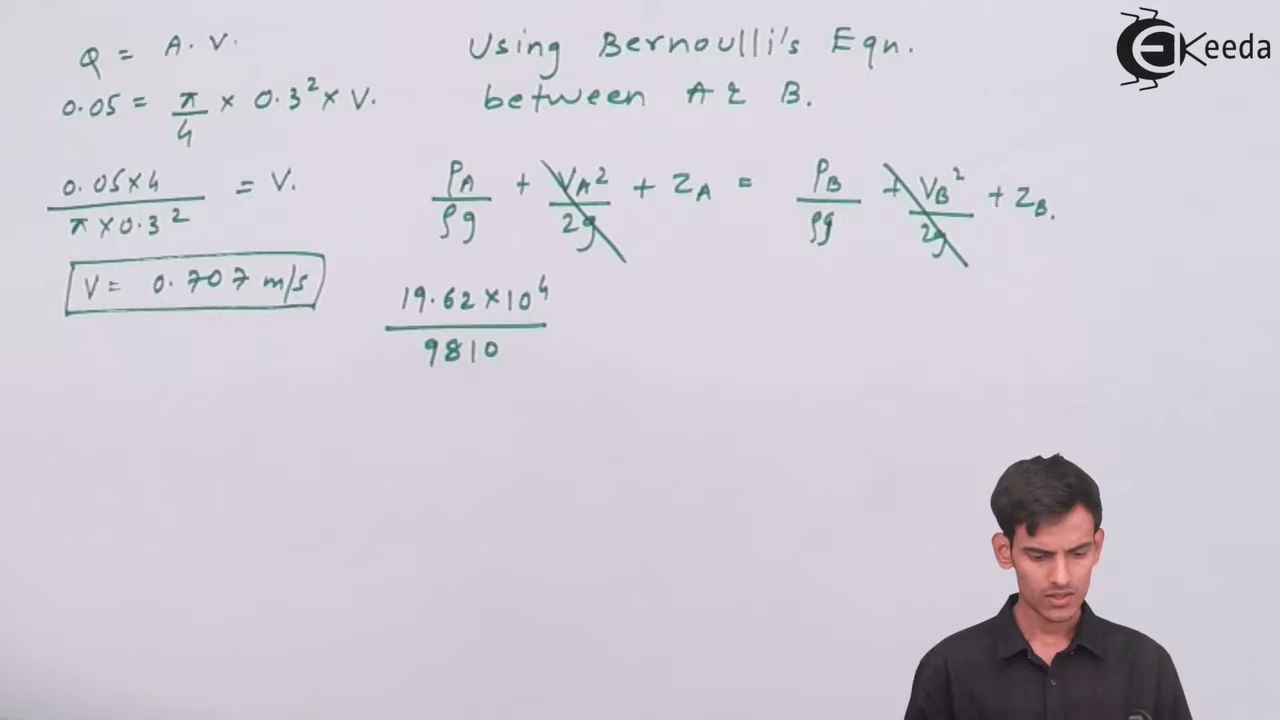 Q = A. V.
0.05 = π/4 × 0.3² × V.
0.05×4 / π×0.3² = V.
V = 0.707 m/s
Using Bernoulli's Eqn.
between A & B.
PA/ρg + VA²/2g + ZA = PB/ρg + VB²/2g + ZB.
19.62×10⁴ / 9810
EKeeda